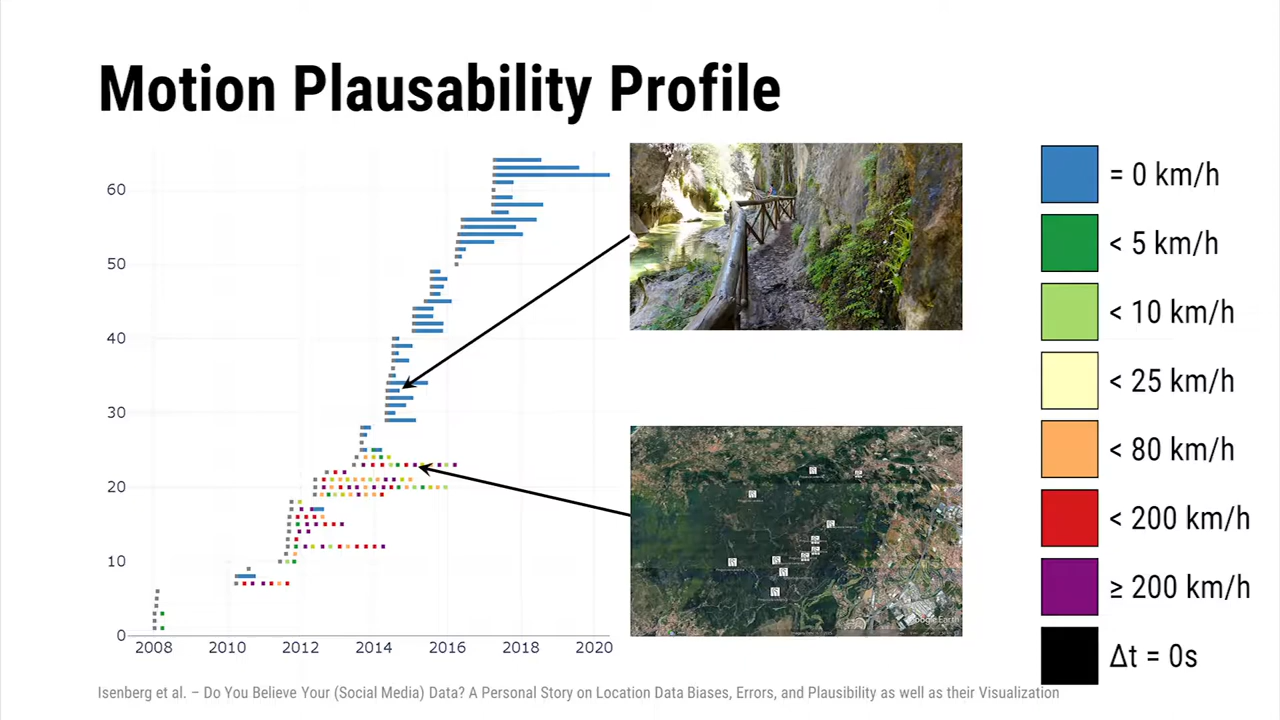 Motion Plausability Profile
60
50
40
30
20
10
0
2008 2010 2012 2014 2016 2018 2020
= 0 km/h
< 5 km/h
< 10 km/h
< 25 km/h
< 80 km/h
< 200 km/h
≥ 200 km/h
Δt = 0s
Google Earth
Isenberg et al. – Do You Believe Your (Social Media) Data? A Personal Story on Location Data Biases, Errors, and Plausibility as well as their Visualization